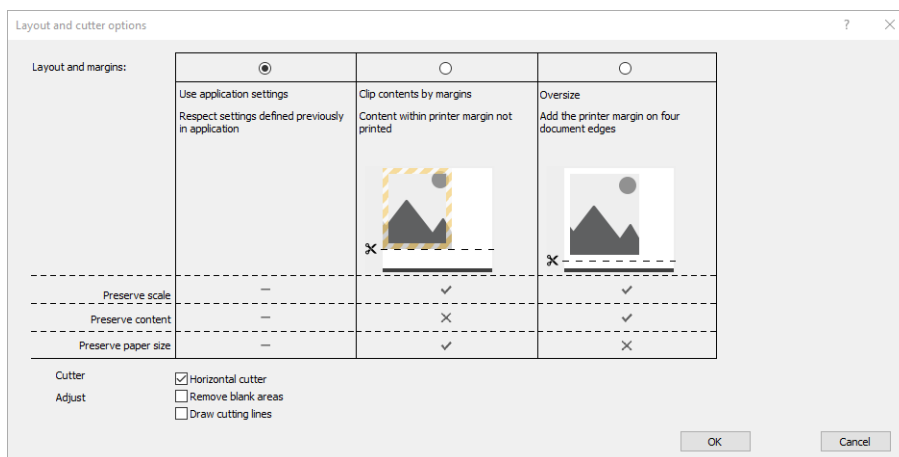 Layout and cutter options
Layout and margins:
Use application settings
Respect settings defined previously
in application
Clip contents by margins
Content within printer margin not
printed
Oversize
Add the printer margin on four
document edges
Preserve scale
Preserve content
Preserve paper size
Cutter
Horizontal cutter
Adjust
Remove blank areas
Draw cutting lines
OK
Cancel